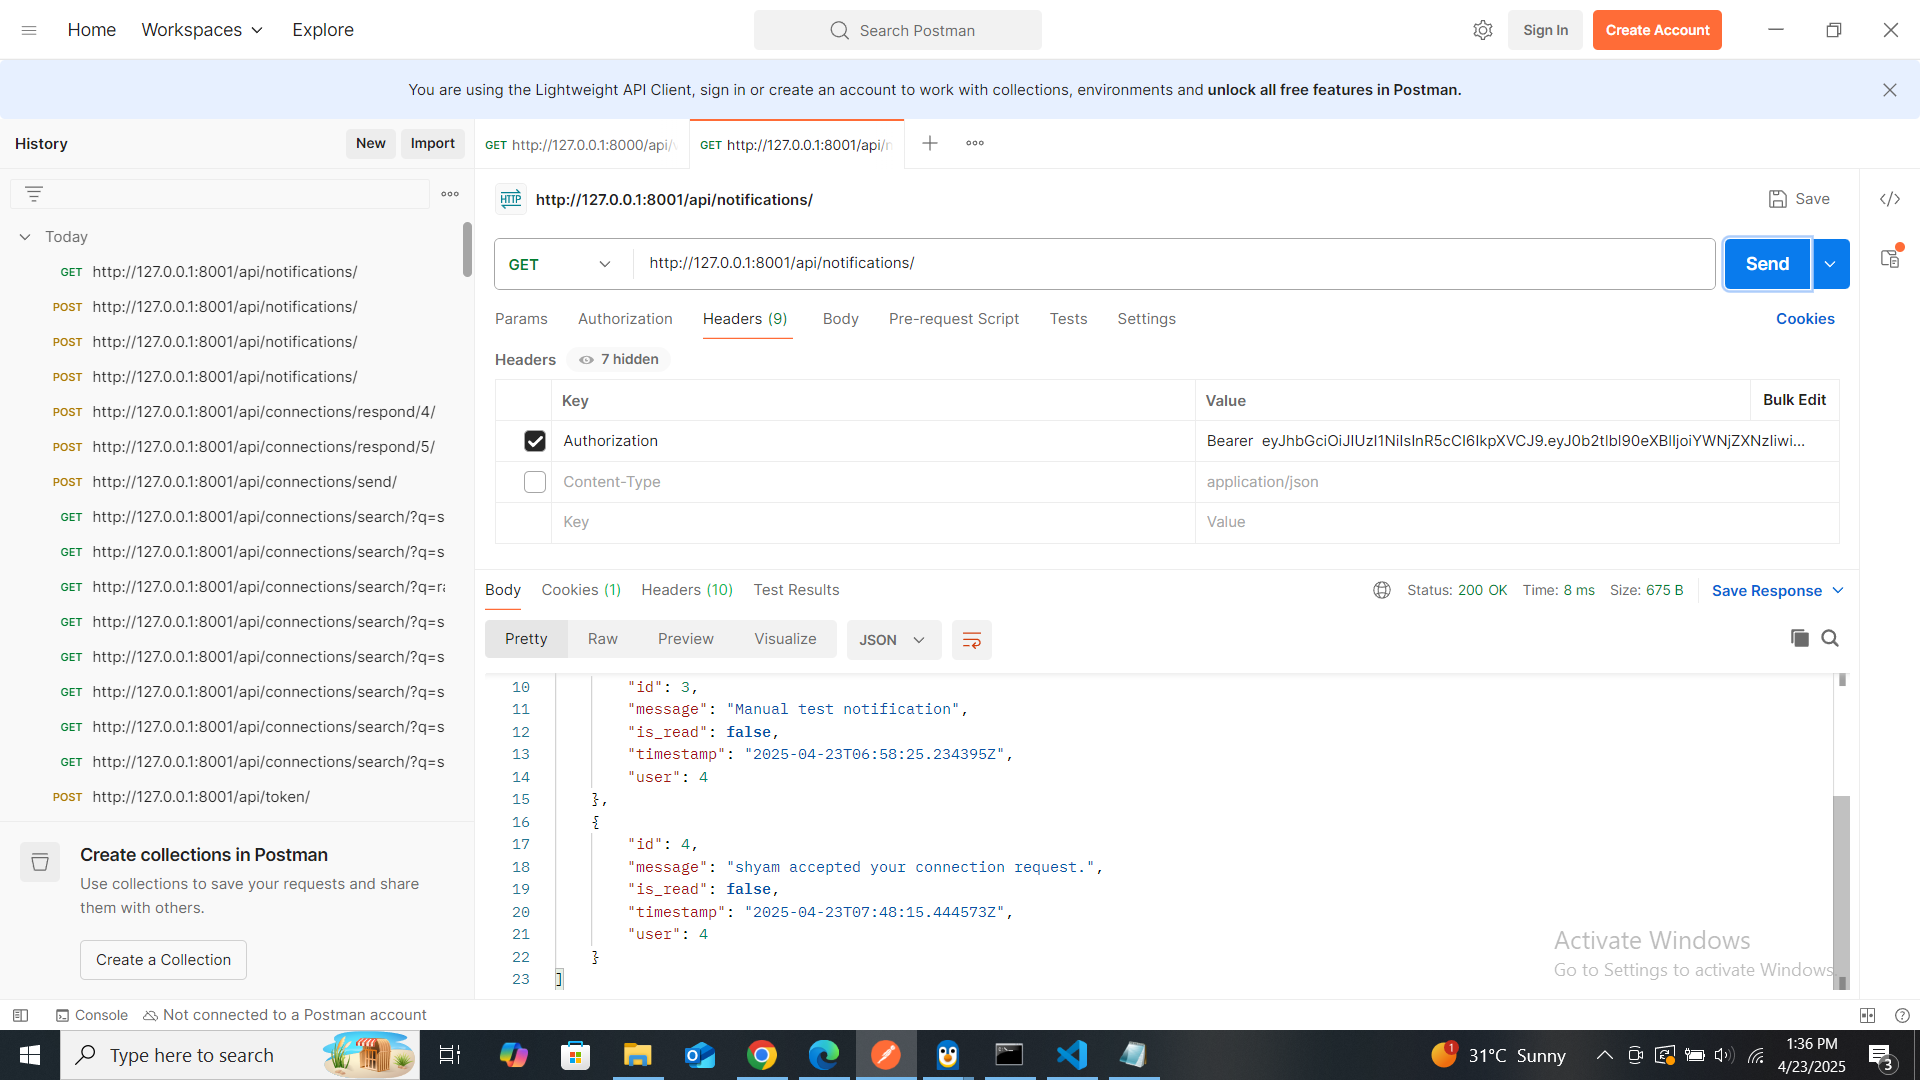 Home Workspaces Explore
Search Postman
Sign In Create Account
You are using the Lightweight API Client, sign in or create an account to work with collections, environments and unlock all free features in Postman.
History New Import
GET http://127.0.0.1:8000/api/
GET http://127.0.0.1:8001/api/n
Today
GET http://127.0.0.1:8001/api/notifications/
POST http://127.0.0.1:8001/api/notifications/
POST http://127.0.0.1:8001/api/notifications/
POST http://127.0.0.1:8001/api/notifications/
POST http://127.0.0.1:8001/api/connections/respond/4/
POST http://127.0.0.1:8001/api/connections/respond/5/
POST http://127.0.0.1:8001/api/connections/send/
GET http://127.0.0.1:8001/api/connections/search/?q=s
GET http://127.0.0.1:8001/api/connections/search/?q=s
GET http://127.0.0.1:8001/api/connections/search/?q=ra
GET http://127.0.0.1:8001/api/connections/search/?q=s
GET http://127.0.0.1:8001/api/connections/search/?q=s
GET http://127.0.0.1:8001/api/connections/search/?q=s
GET http://127.0.0.1:8001/api/connections/search/?q=s
GET http://127.0.0.1:8001/api/connections/search/?q=s
POST http://127.0.0.1:8001/api/token/
Create collections in Postman
Use collections to save your requests and share
them with others.
Create a Collection
HTTP http://127.0.0.1:8001/api/notifications/
Save
GET http://127.0.0.1:8001/api/notifications/
Send
Params Authorization Headers (9) Body Pre-request Script Tests Settings
Cookies
Headers 7 hidden
Key Value Bulk Edit
Authorization Bearer eyJhbGciOiJIUzI1NiIsInR5cCI6IkpXVCJ9.eyJ0b2tlbl90eXBlIjoiYWNjZXNzIiwi...
Content-Type application/json
Key Value
Body Cookies (1) Headers (10) Test Results
Status: 200 OK Time: 8 ms Size: 675 B Save Response
Pretty Raw Preview Visualize JSON
10 "id": 3,
11 "message": "Manual test notification",
12 "is_read": false,
13 "timestamp": "2025-04-23T06:58:25.234395Z",
14 "user": 4
15 },
16 {
17 "id": 4,
18 "message": "shyam accepted your connection request.",
19 "is_read": false,
20 "timestamp": "2025-04-23T07:48:15.444573Z",
21 "user": 4
22 }
23 ]
Activate Windows
Go to Settings to activate Windows.
Console Not connected to a Postman account
Type here to search
1
31°C Sunny
1:36 PM
4/23/2025
3